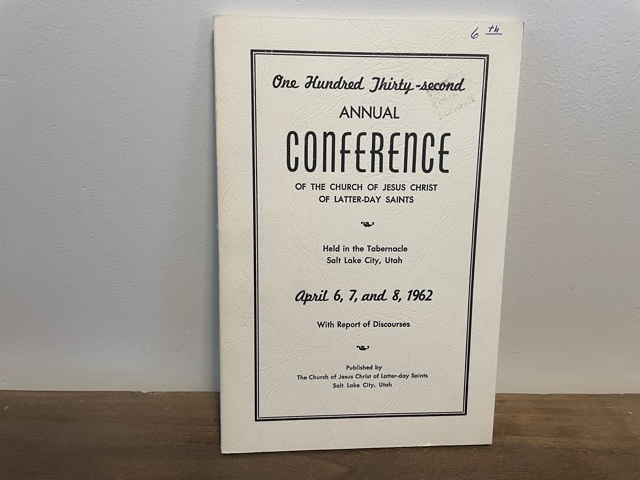 6 th
One Hundred Thirty-second
ANNUAL
CONFERENCE
OF THE CHURCH OF JESUS CHRIST
OF LATTER-DAY SAINTS
Held in the Tabernacle
Salt Lake City, Utah
April 6, 7, and 8, 1962
With Report of Discourses
Published by
The Church of Jesus Christ of Latter-day Saints
Salt Lake City, Utah